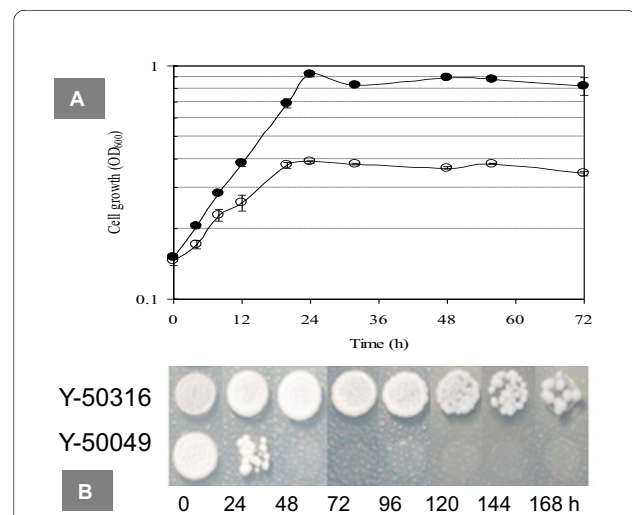 A
Cell growth (OD600)
1
0.1
0 12 24 36 48 60 72
Time (h)
Y-50316
Y-50049
B
0 24 48 72 96 120 144 168 h